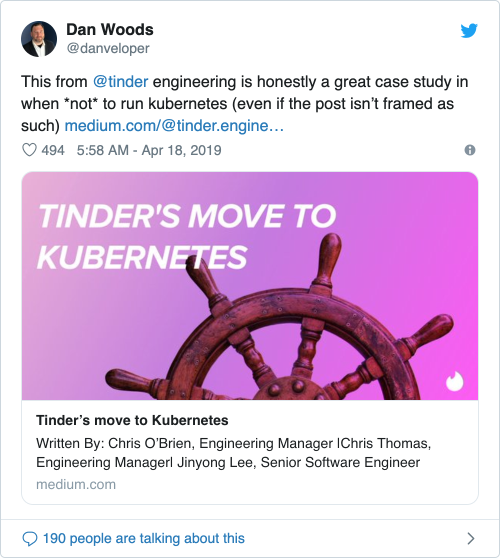 Dan Woods
@danveloper
This from @tinder engineering is honestly a great case study in
when *not* to run kubernetes (even if the post isn’t framed as
such) medium.com/@tinder.engine…
494 5:58 AM - Apr 18, 2019
TINDER'S MOVE TO
KUBERNETES
Tinder’s move to Kubernetes
Written By: Chris O’Brien, Engineering Manager |Chris Thomas,
Engineering Manager| Jinyong Lee, Senior Software Engineer
medium.com
190 people are talking about this